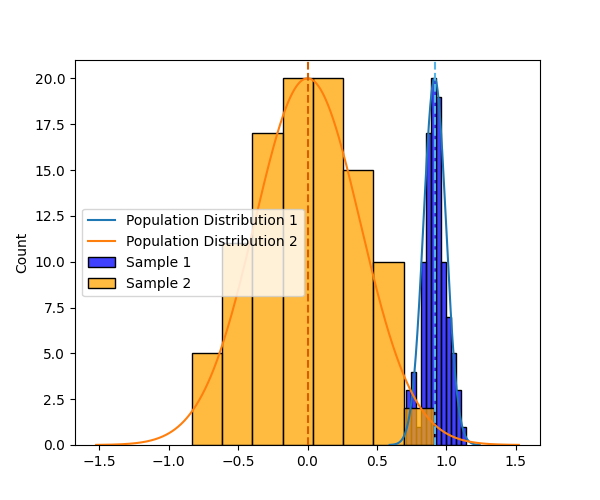 20.0
17.5
15.0
12.5
10.0
7.5
5.0
2.5
0.0
Count
Population Distribution 1
Population Distribution 2
Sample 1
Sample 2
−1.5 −1.0 −0.5 0.0 0.5 1.0 1.5